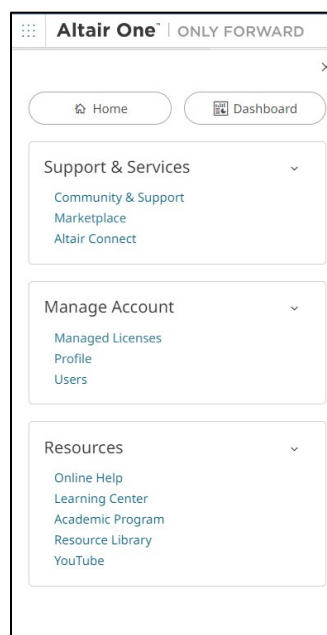 Altair One™ | ONLY FORWARD
Home
Dashboard
Support & Services
Community & Support
Marketplace
Altair Connect
Manage Account
Managed Licenses
Profile
Users
Resources
Online Help
Learning Center
Academic Program
Resource Library
YouTube